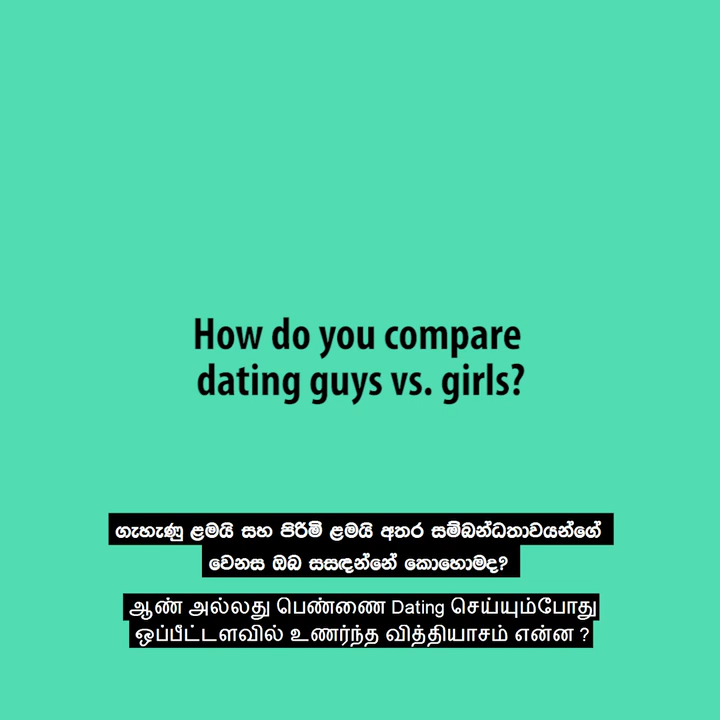 How do you compare
dating guys vs. girls?
ගැහැණු ළමයි සහ පිරිමි ළමයි අතර සම්බන්ධතාවයන්ගේ
වෙනස ඔබ සසඳන්නේ කොහොමද?
ஆண் அல்லது பெண்ணை Dating செய்யும்போது
ஒப்பீட்டளவில் உணர்ந்த வித்தியாசம் என்ன ?